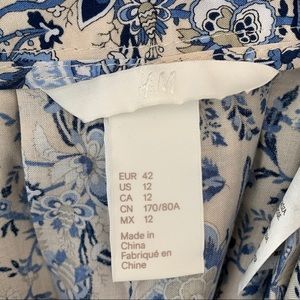 H&M
EUR 42
US 12
CA 12
CN 170/80A
MX 12
Made in
China
Fabriqué en
Chine